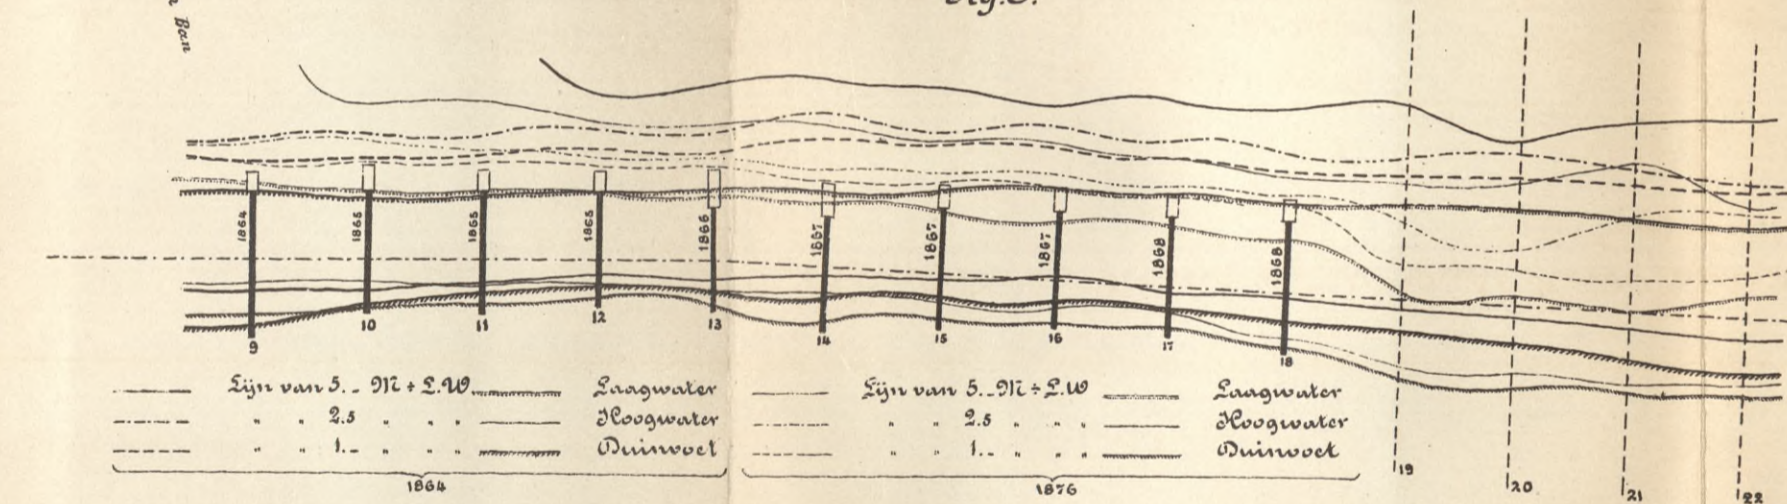 Ban
1864 1865 1865 1865 1866 1867 1867 1867 1868 1868
9 10 11 12 13 14 15 16 17 18
Lijn van 5.- M ÷ L.W. Laagwater
" " 2.5 " " " Hoogwater
" " 1.- " " " Duinvoet
1864
Lijn van 5.- M ÷ L.W Laagwater
" " 2.5 " " " Hoogwater
" " 1.- " " " Duinvoet
1876
19 20 21 22